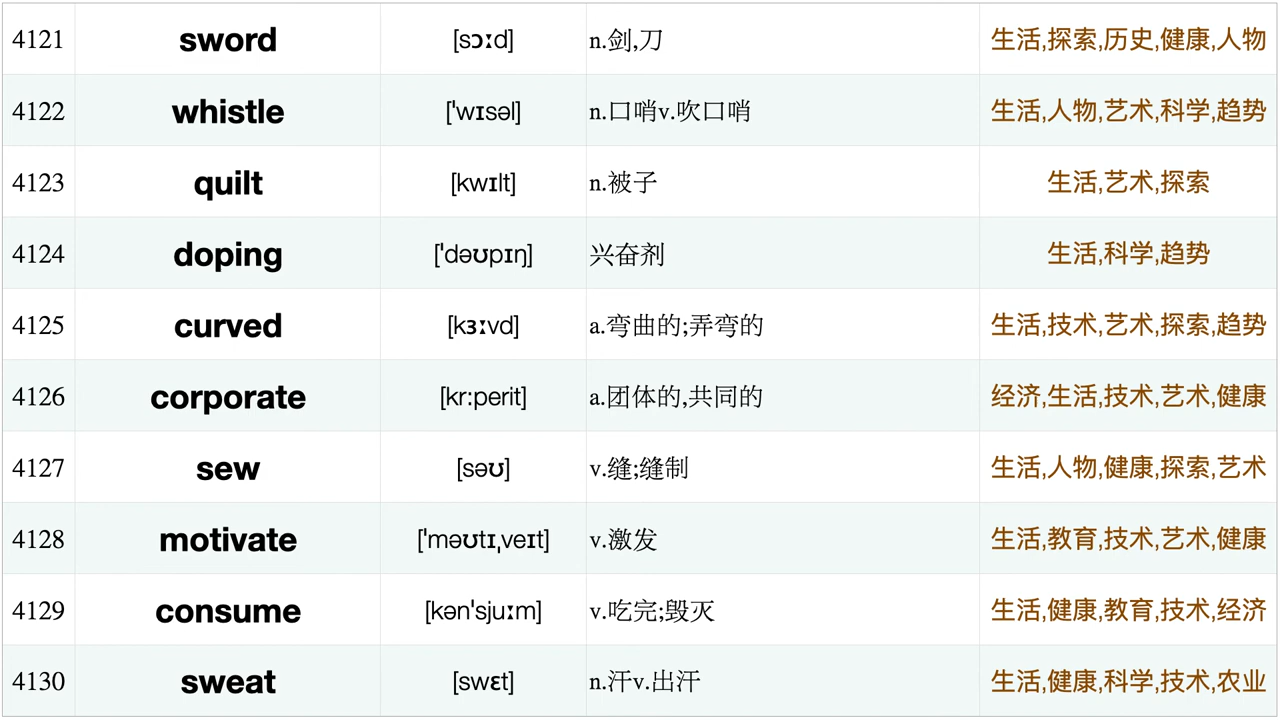 4121 sword [sɔːd] n.剑,刀 生活,探索,历史,健康,人物
4122 whistle ['wɪsəl] n.口哨v.吹口哨 生活,人物,艺术,科学,趋势
4123 quilt [kwɪlt] n.被子 生活,艺术,探索
4124 doping ['dəʊpɪŋ] 兴奋剂 生活,科学,趋势
4125 curved [kɜːvd] a.弯曲的;弄弯的 生活,技术,艺术,探索,趋势
4126 corporate [kr:perit] a.团体的,共同的 经济,生活,技术,艺术,健康
4127 sew [səʊ] v.缝;缝制 生活,人物,健康,探索,艺术
4128 motivate ['məʊtɪˌveɪt] v.激发 生活,教育,技术,艺术,健康
4129 consume [kən'sjuːm] v.吃完;毁灭 生活,健康,教育,技术,经济
4130 sweat [swɛt] n.汗v.出汗 生活,健康,科学,技术,农业